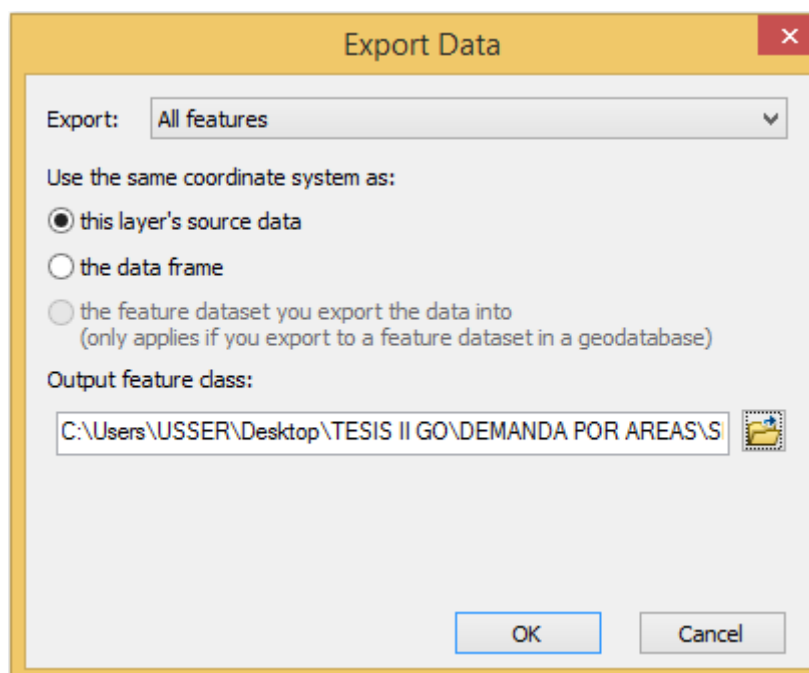 Export Data
Export: All features
Use the same coordinate system as:
this layer's source data
the data frame
the feature dataset you export the data into
(only applies if you export to a feature dataset in a geodatabase)
Output feature class:
C:\Users\USSER\Desktop\TESIS II GO\DEMANDA POR AREAS\S
OK Cancel